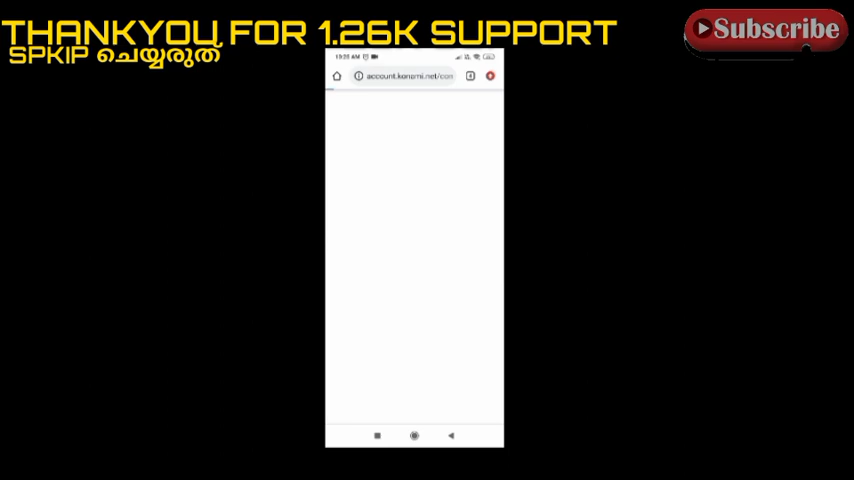 THANKYOU FOR 1.26K SUPPORT
SPKIP ചെയ്യരുത്
Subscribe
account.konami.net/con